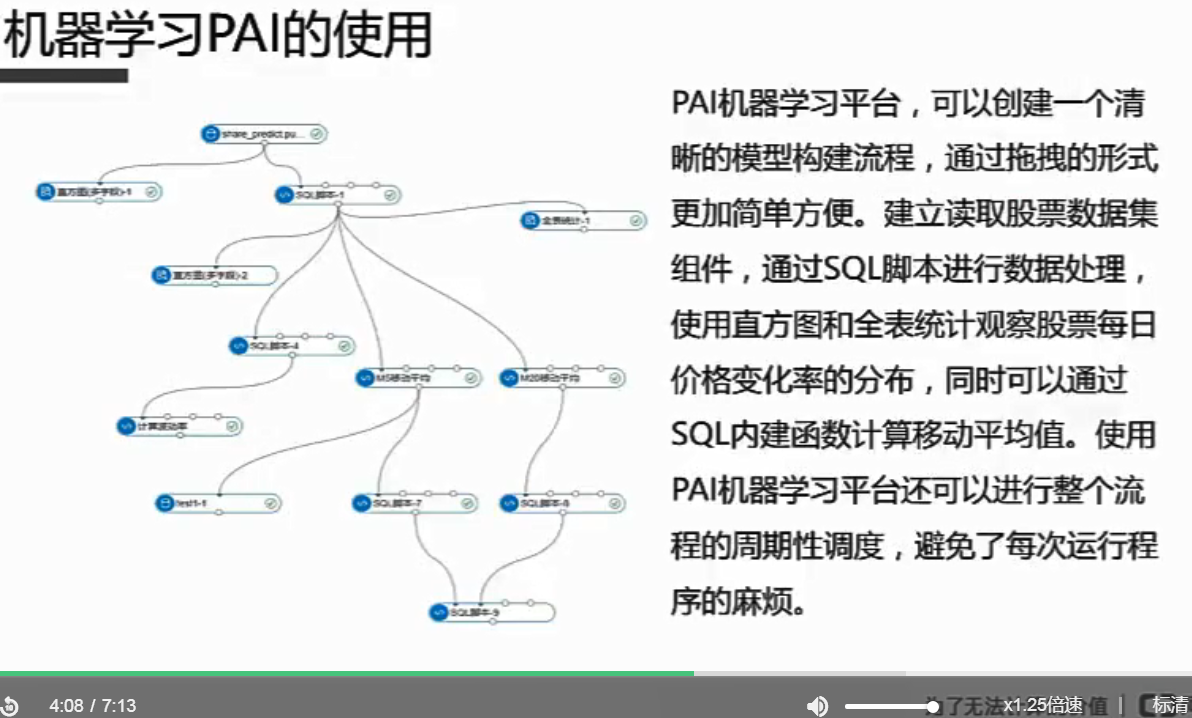 机器学习PAI的使用
share_predict.pu...
直方图(多字段)-1
SQL脚本-1
全表统计-1
直方图(多字段)-2
SQL脚本-4
M5移动平均
M20移动平均
计算波动率
test1-1
SQL脚本-7
SQL脚本-8
SQL脚本-9
PAI机器学习平台，可以创建一个清
晰的模型构建流程，通过拖拽的形式
更加简单方便。建立读取股票数据集
组件，通过SQL脚本进行数据处理，
使用直方图和全表统计观察股票每日
价格变化率的分布，同时可以通过
SQL内建函数计算移动平均值。使用
PAI机器学习平台还可以进行整个流
程的周期性调度，避免了每次运行程
序的麻烦。
4:08 / 7:13
x1.25倍速
标清